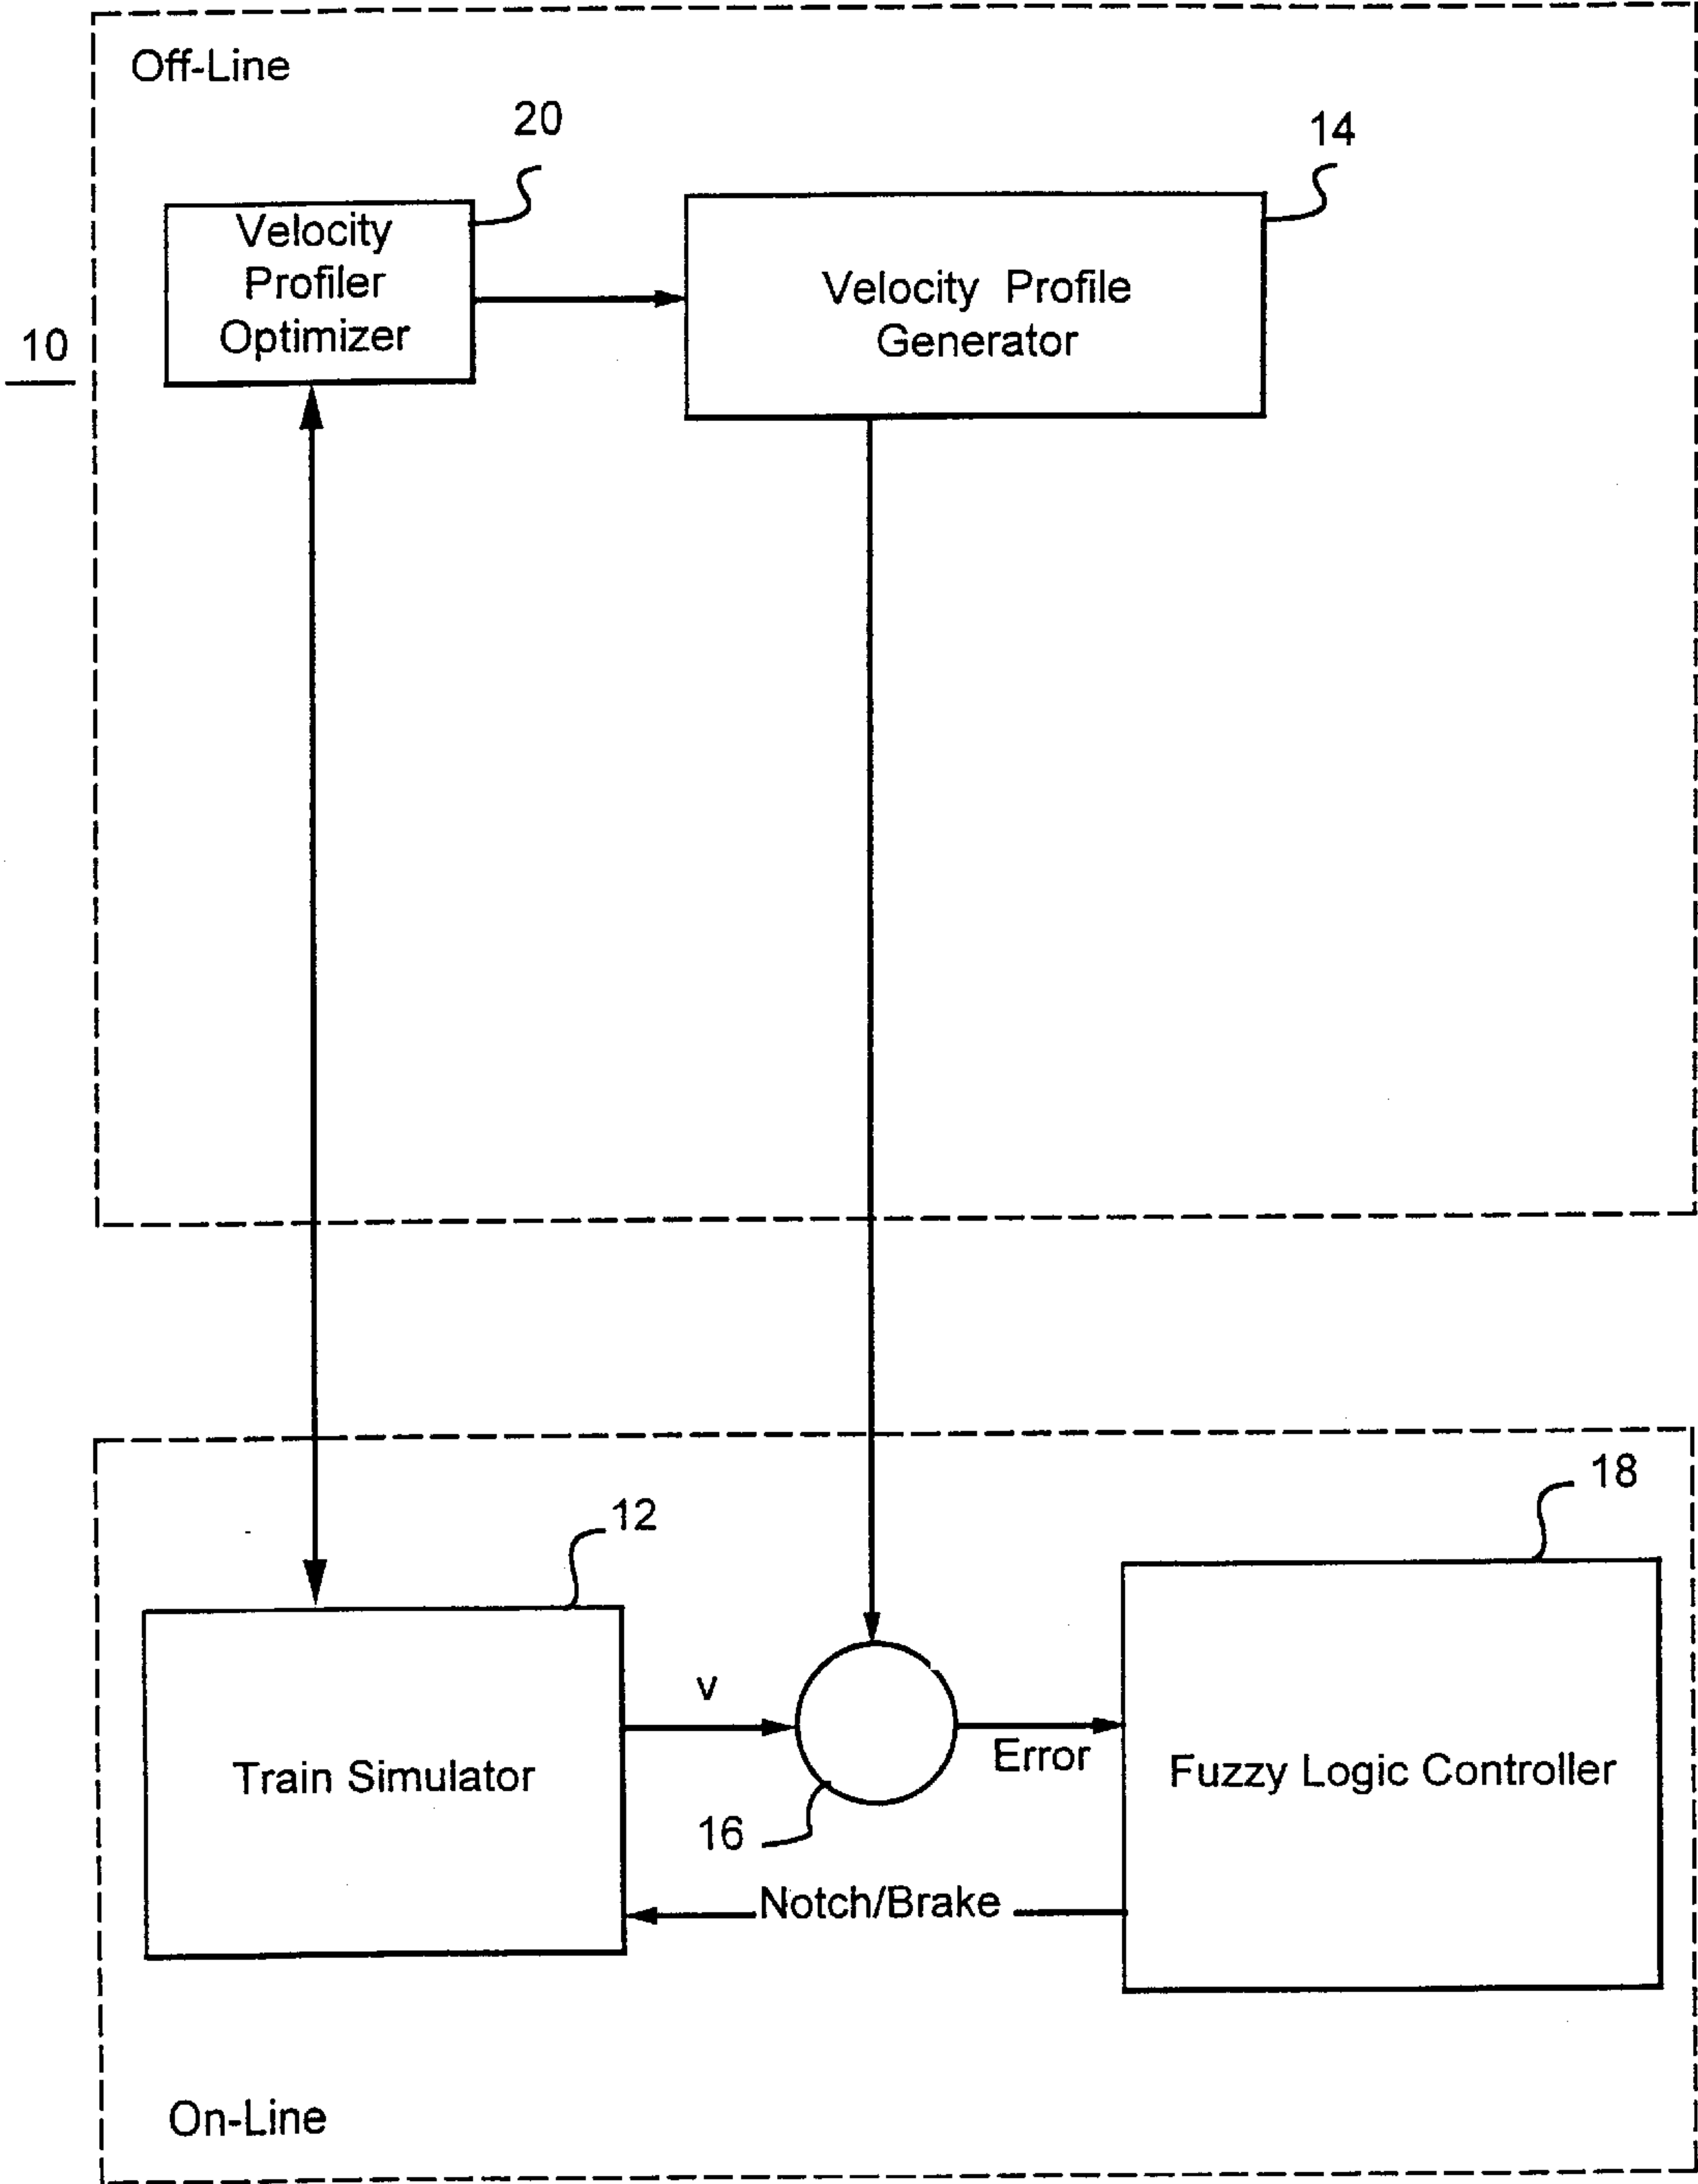 Off-Line
20
14
Velocity
Profiler
Optimizer
Velocity Profile
Generator
10
18
12
v
Error
Train Simulator
Fuzzy Logic Controller
16
Notch/Brake
On-Line